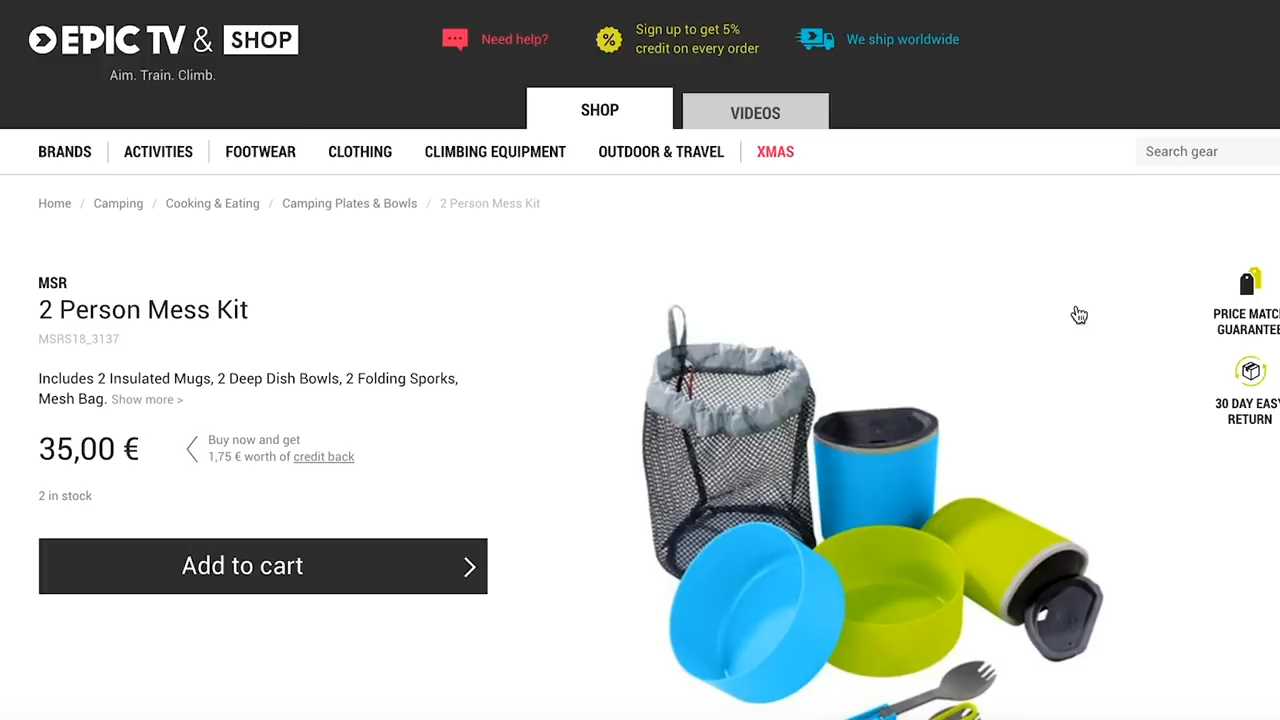 EPIC TV & SHOP
Aim. Train. Climb.
Need help?
%
Sign up to get 5%
credit on every order
We ship worldwide
SHOP
VIDEOS
BRANDS
ACTIVITIES
FOOTWEAR
CLOTHING
CLIMBING EQUIPMENT
OUTDOOR & TRAVEL
XMAS
Search gear
Home / Camping / Cooking & Eating / Camping Plates & Bowls / 2 Person Mess Kit
MSR
2 Person Mess Kit
MSRS18_3137
Includes 2 Insulated Mugs, 2 Deep Dish Bowls, 2 Folding Sporks,
Mesh Bag. Show more >
35,00 €
Buy now and get
1,75 € worth of credit back
2 in stock
Add to cart
PRICE MATC
GUARANTEE
30 DAY EASY
RETURN